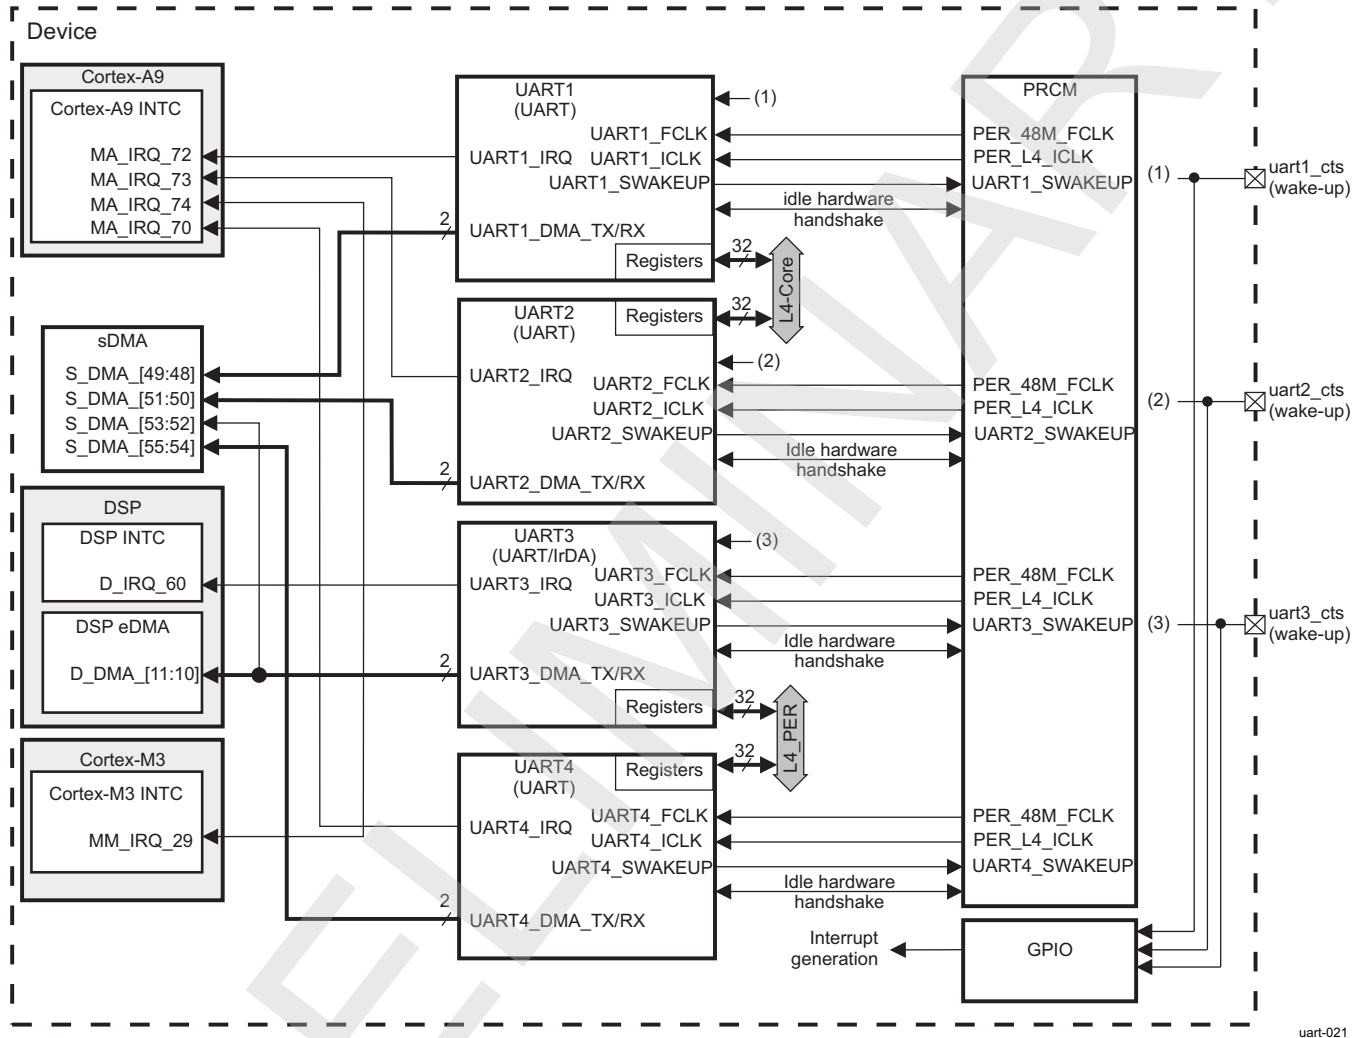 Device
Cortex-A9
Cortex-A9 INTC
MA_IRQ_72
MA_IRQ_73
MA_IRQ_74
MA_IRQ_70
sDMA
S_DMA_[49:48]
S_DMA_[51:50]
S_DMA_[53:52]
S_DMA_[55:54]
DSP
DSP INTC
D_IRQ_60
DSP eDMA
D_DMA_[11:10]
Cortex-M3
Cortex-M3 INTC
MM_IRQ_29
UART1
(UART)
(1)
UART1_FCLK
UART1_IRQ
UART1_ICLK
UART1_SWAKEUP
2
UART1_DMA_TX/RX
Registers
32
idle hardware
handshake
L4-Core
UART2
(UART)
Registers
32
(2)
UART2_IRQ
UART2_FCLK
UART2_ICLK
UART2_SWAKEUP
Idle hardware
handshake
2
UART2_DMA_TX/RX
UART3
(UART/IrDA)
(3)
UART3_IRQ
UART3_FCLK
UART3_ICLK
UART3_SWAKEUP
Idle hardware
handshake
2
UART3_DMA_TX/RX
Registers
32
L4_PER
UART4
(UART)
Registers
32
UART4_IRQ
UART4_FCLK
UART4_ICLK
UART4_SWAKEUP
Idle hardware
handshake
2
UART4_DMA_TX/RX
PRCM
PER_48M_FCLK
PER_L4_ICLK
UART1_SWAKEUP
PER_48M_FCLK
PER_L4_ICLK
UART2_SWAKEUP
PER_48M_FCLK
PER_L4_ICLK
UART3_SWAKEUP
PER_48M_FCLK
PER_L4_ICLK
UART4_SWAKEUP
(1)
uart1_cts
(wake-up)
(2)
uart2_cts
(wake-up)
(3)
uart3_cts
(wake-up)
Interrupt
generation
GPIO
uart-021